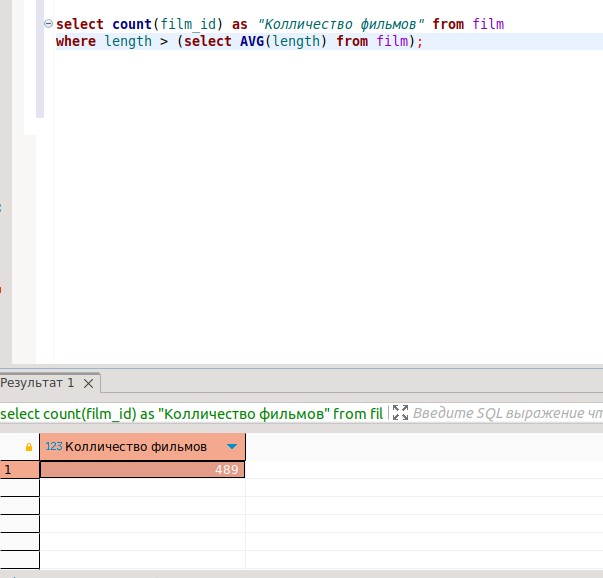 select count(film_id) as "Колличество фильмов" from film
where length > (select AVG(length) from film);
Результат 1
select count(film_id) as "Колличество фильмов" from fil
Введите SQL выражение чт
123 Колличество фильмов
1 489